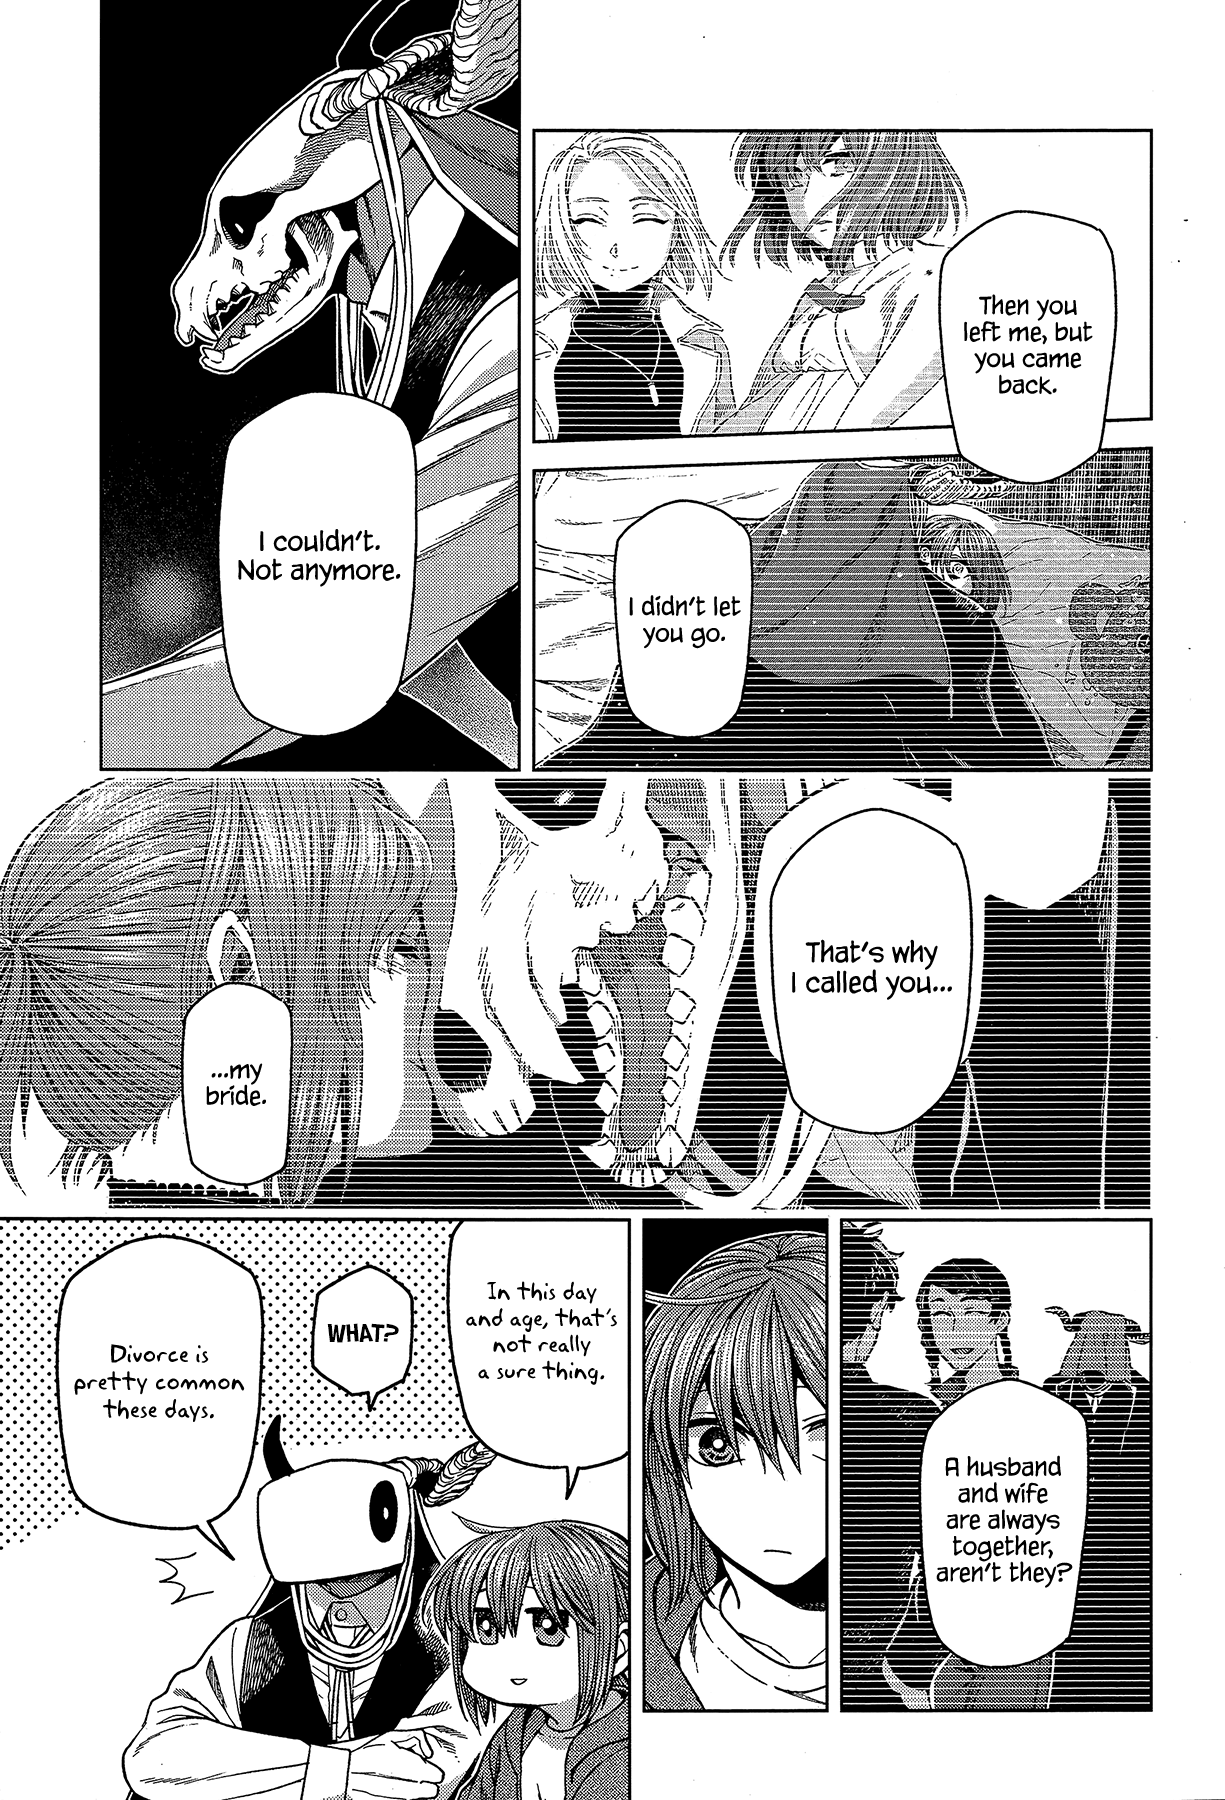 Then you
left me, but
you came
back.
I didn't let
you go.
I couldn't.
Not anymore.
That's why
I called you...
...my
bride.
A husband
and wife
are always
together,
aren't they?
In this day
and age, that's
not really
a sure thing.
WHAT?
Divorce is
pretty common
these days.